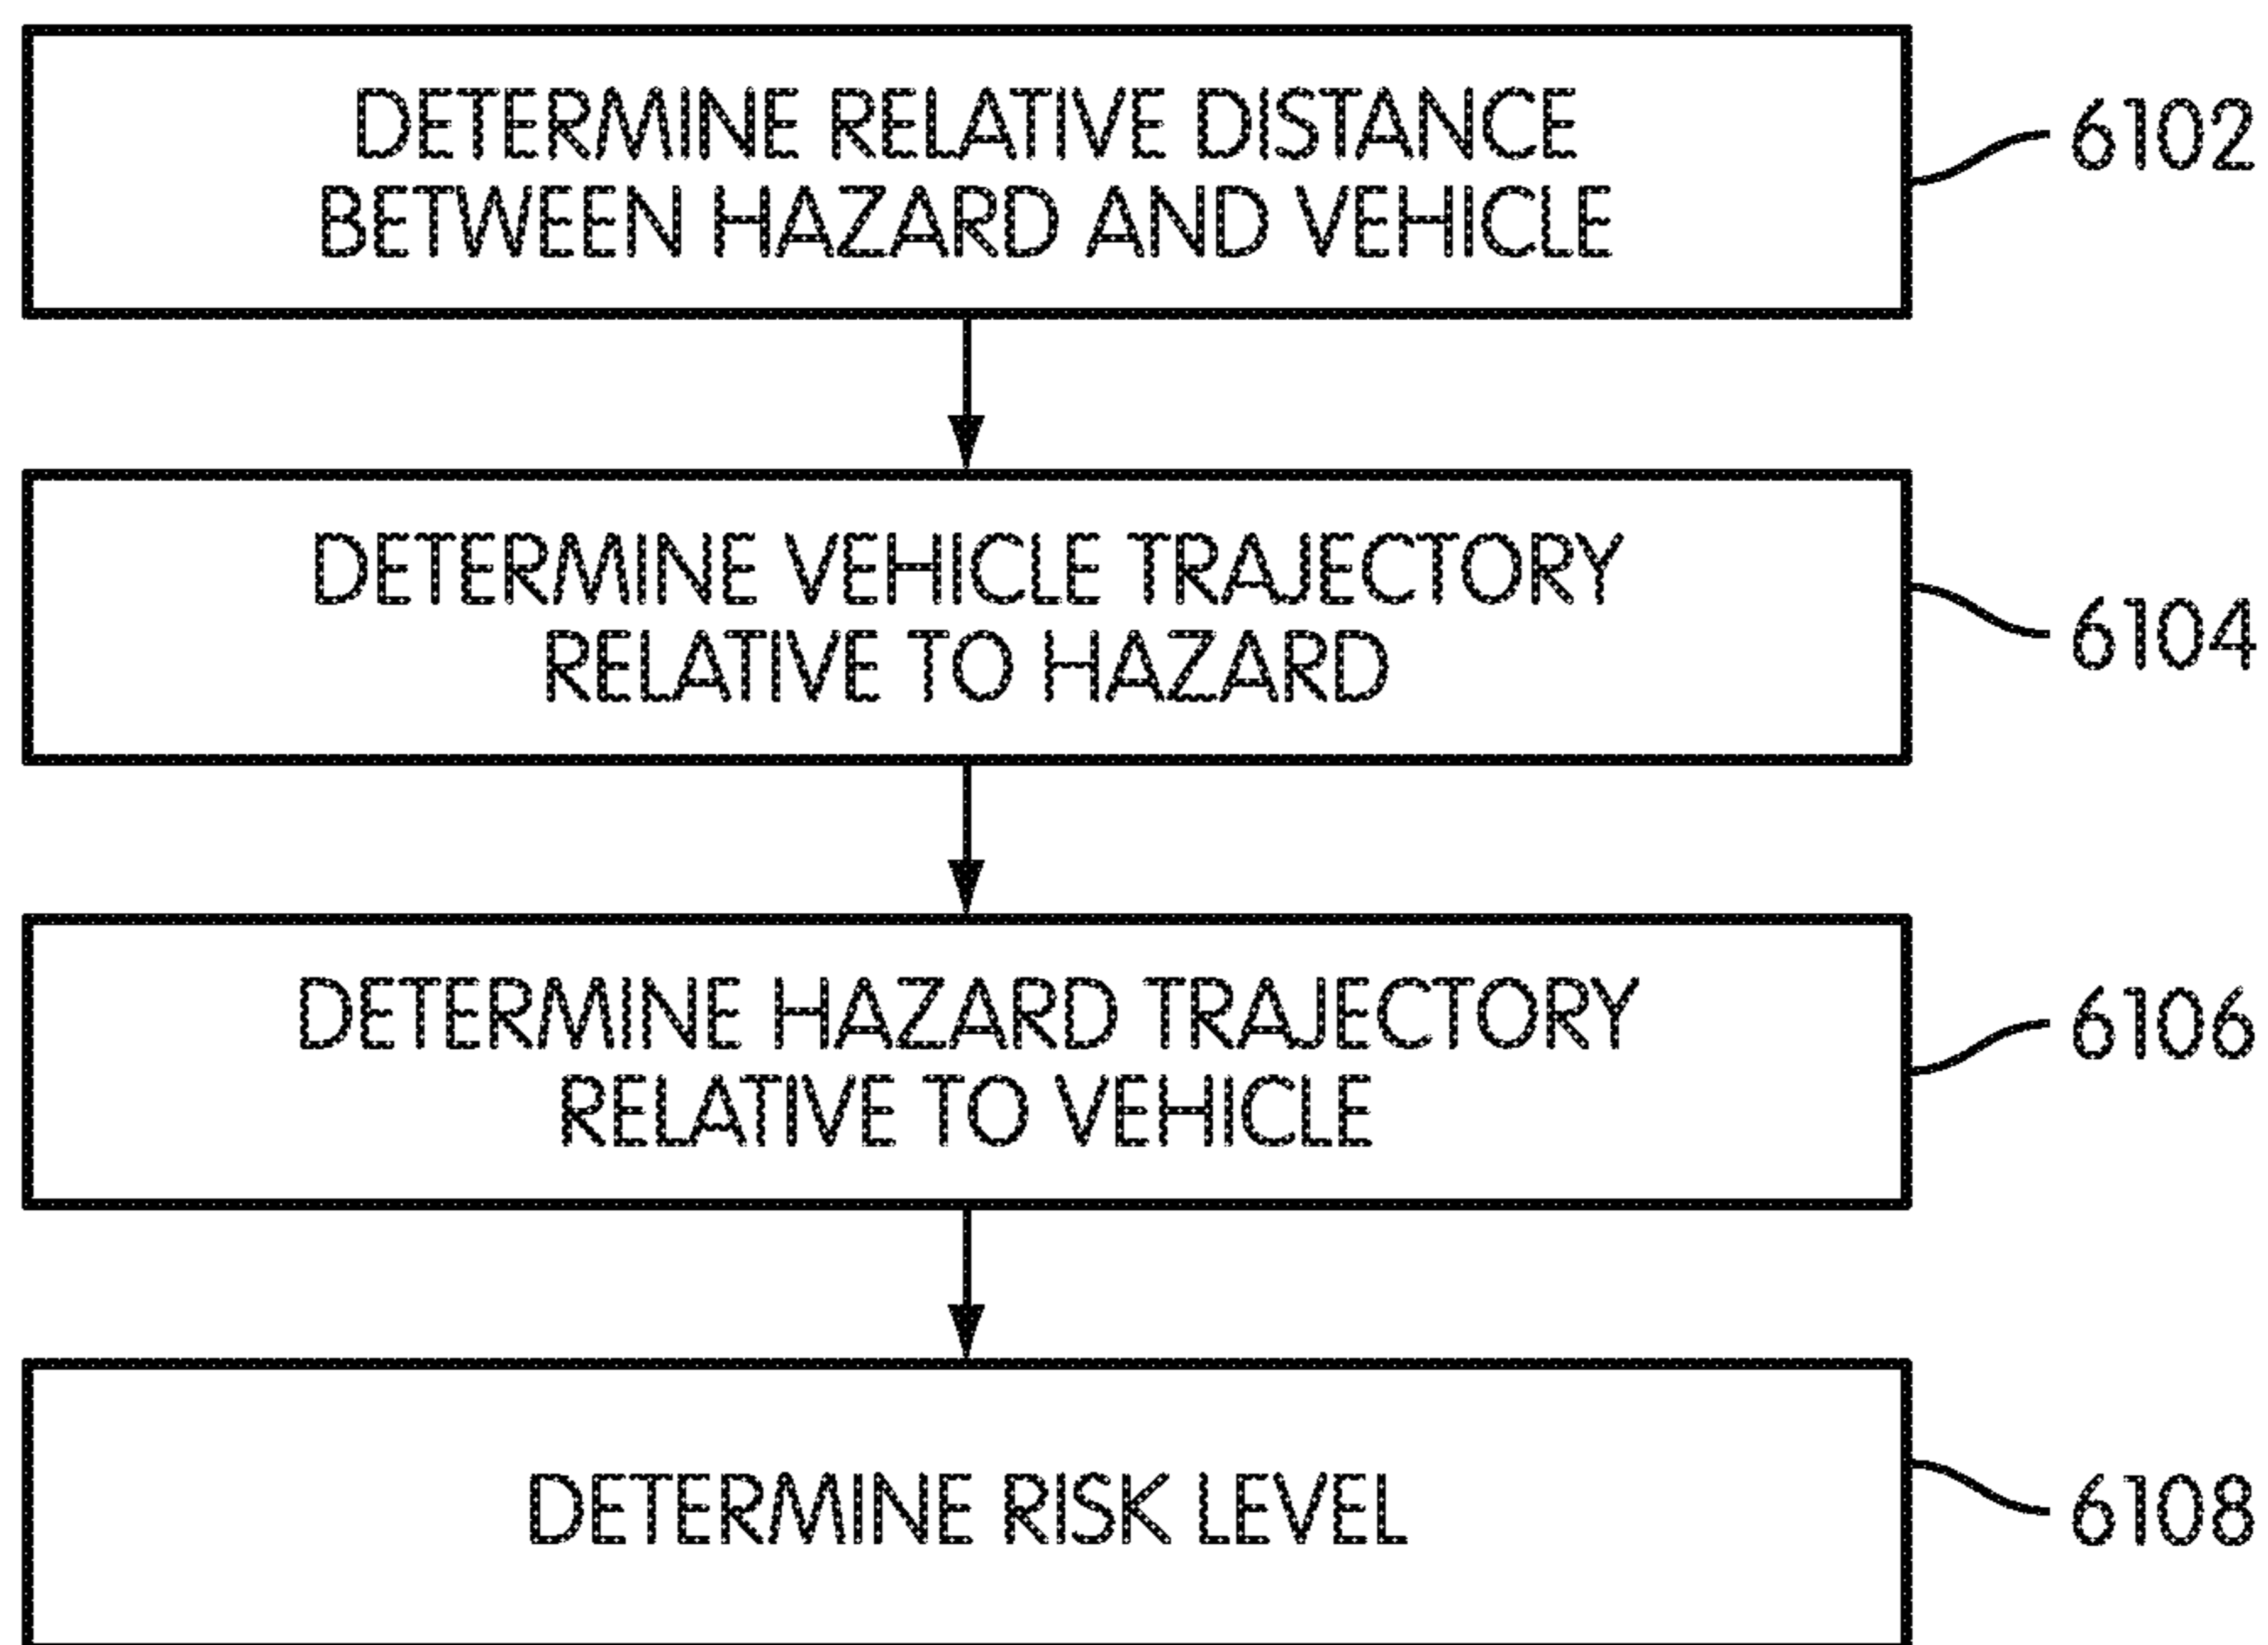 DETERMINE RELATIVE DISTANCE
BETWEEN HAZARD AND VEHICLE
6102
DETERMINE VEHICLE TRAJECTORY
RELATIVE TO HAZARD
6104
DETERMINE HAZARD TRAJECTORY
RELATIVE TO VEHICLE
6106
DETERMINE RISK LEVEL
6108